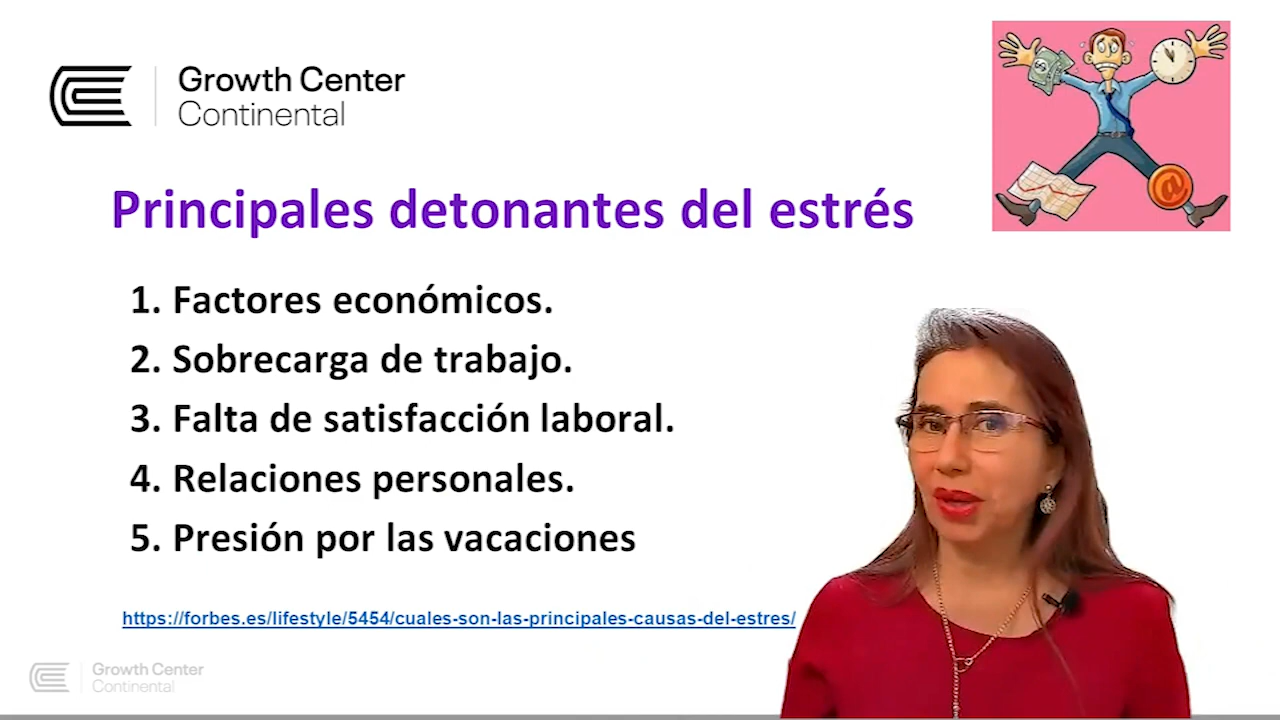 Growth Center
Continental
Principales detonantes del estrés
1. Factores económicos.
2. Sobrecarga de trabajo.
3. Falta de satisfacción laboral.
4. Relaciones personales.
5. Presión por las vacaciones
https://forbes.es/lifestyle/5454/cuales-son-las-principales-causas-del-estres/
Growth Center
Continental
$
@